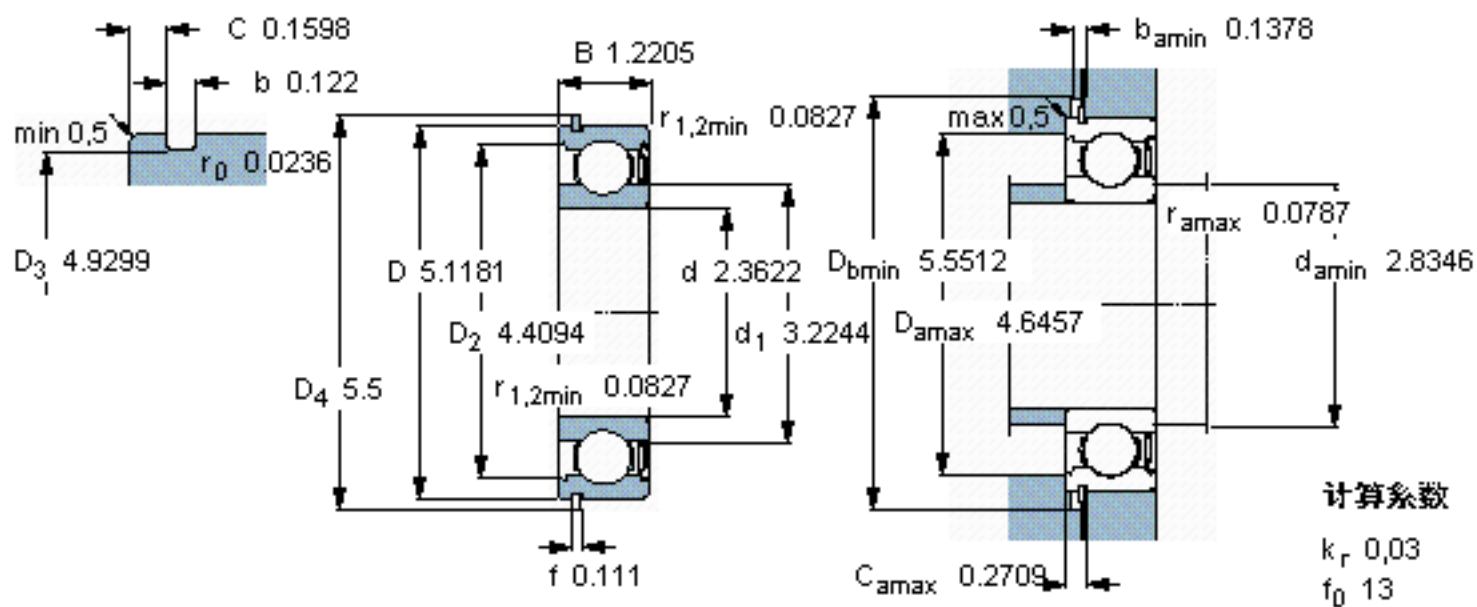 C 0.1598
b 0.122
min 0,5
r0 0.0236
D3 4.9299
B 1.2205
r1,2min 0.0827
D 5.1181
d 2.3622
D2 4.4094
d1 3.2244
D4 5.5
r1,2min 0.0827
f 0.111
bamin 0.1378
max 0,5
ramax 0.0787
Dbmin 5.5512
damin 2.8346
Damax 4.6457
Camax 0.2709
计算系数
kr 0,03
f0 13